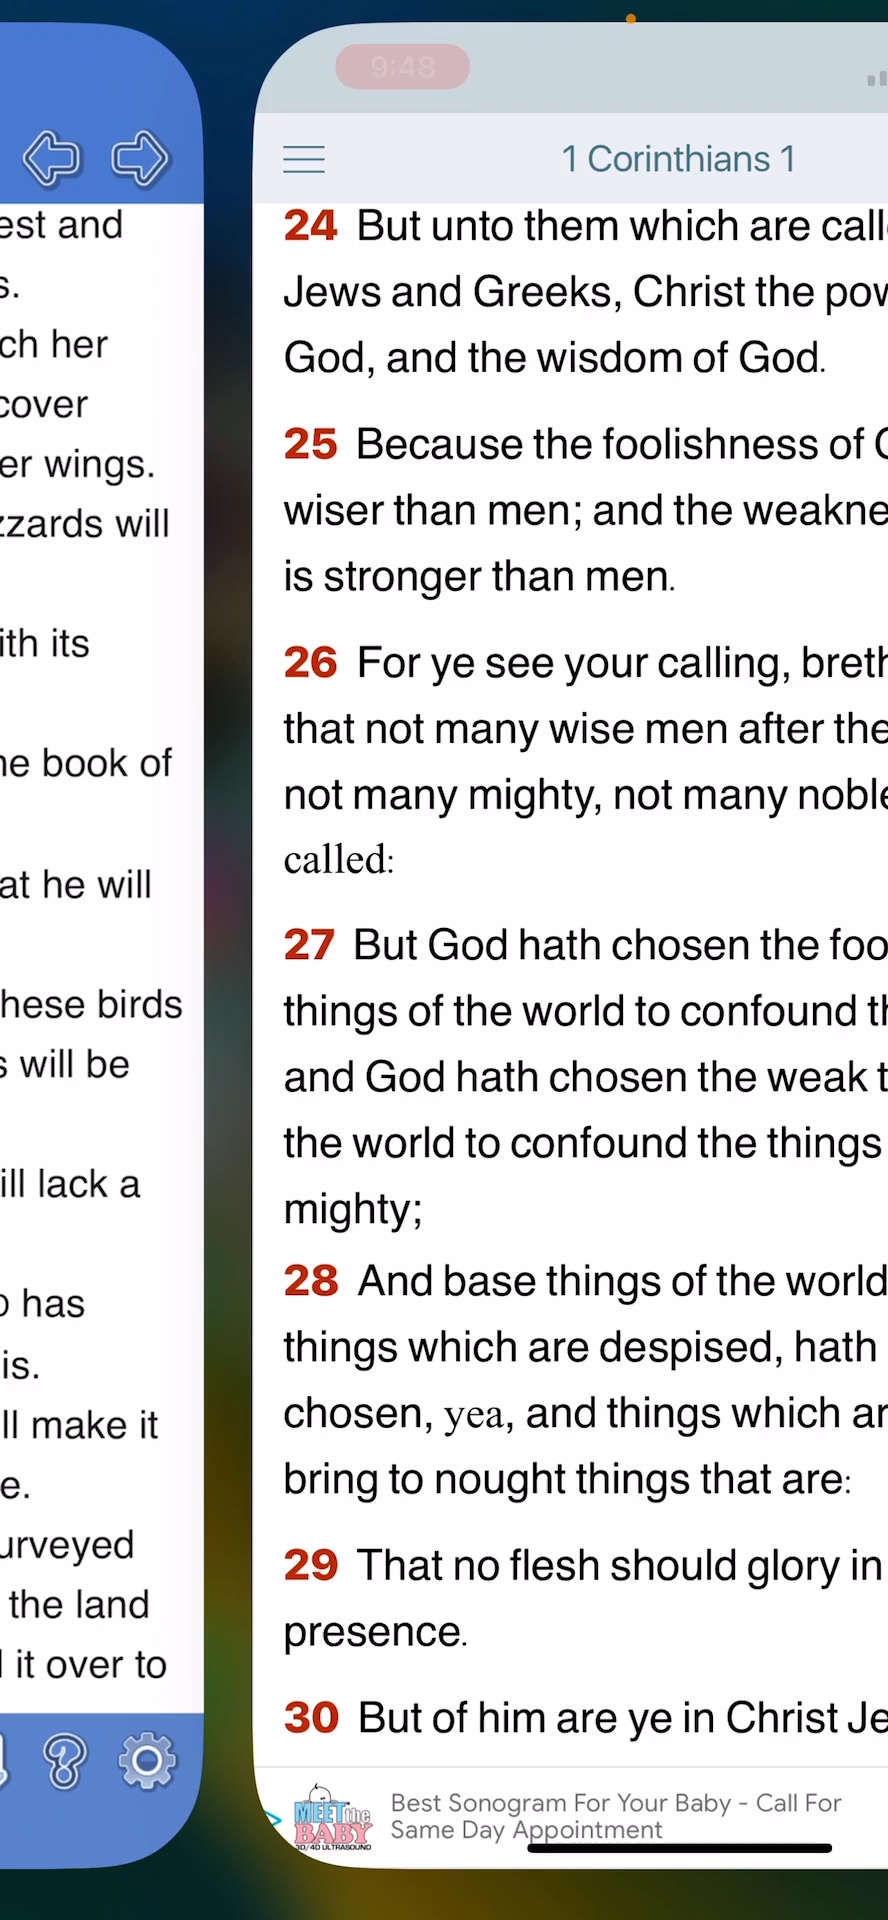 est and
s.
ch her
cover
er wings.
zzards will
ith its
ne book of
at he will
hese birds
s will be
ill lack a
o has
is.
ll make it
e.
urveyed
the land
it over to
9:48
1 Corinthians 1
24 But unto them which are call
Jews and Greeks, Christ the pow
God, and the wisdom of God.
25 Because the foolishness of G
wiser than men; and the weakne
is stronger than men.
26 For ye see your calling, breth
that not many wise men after the
not many mighty, not many noble
called:
27 But God hath chosen the foo
things of the world to confound th
and God hath chosen the weak t
the world to confound the things
mighty;
28 And base things of the world
things which are despised, hath
chosen, yea, and things which ar
bring to nought things that are:
29 That no flesh should glory in
presence.
30 But of him are ye in Christ Je
MEET the
BABY
3D/4D ULTRASOUND
Best Sonogram For Your Baby - Call For
Same Day Appointment